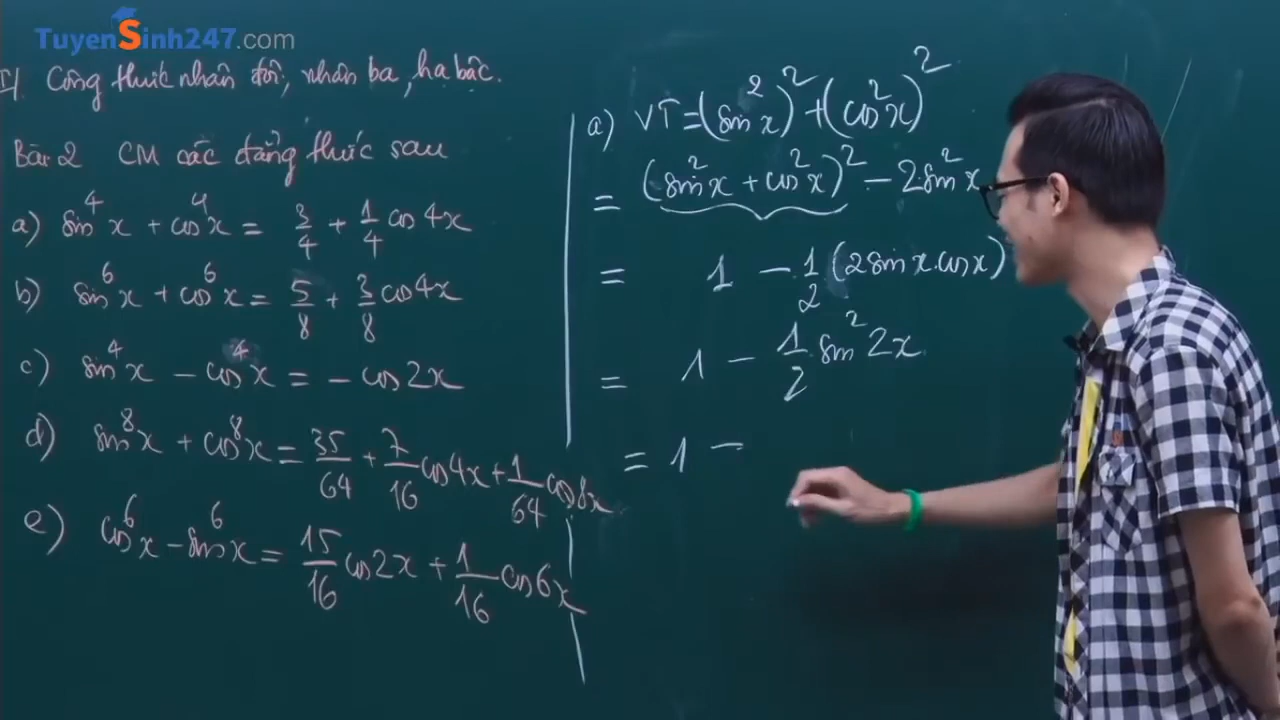 TuyenSinh247.com
II. Công thức nhân đôi, nhân ba, hạ bậc.
Bài 2 CM các đẳng thức sau
a) sin⁴x + cos⁴x = 3/4 + 1/4 cos4x
b) sin⁶x + cos⁶x = 5/8 + 3/8 cos4x
c) sin⁴x - cos⁴x = - cos2x
d) sin⁸x + cos⁸x = 35/64 + 7/16 cos4x + 1/64 cos8x
e) cos⁶x - sin⁶x = 15/16 cos2x + 1/16 cos6x
a) VT = (sin²x)² + (cos²x)²
= (sin²x + cos²x)² - 2.sin²x
= 1 - 1/2 (2sinx.cosx)
= 1 - 1/2 sin²2x
= 1 -